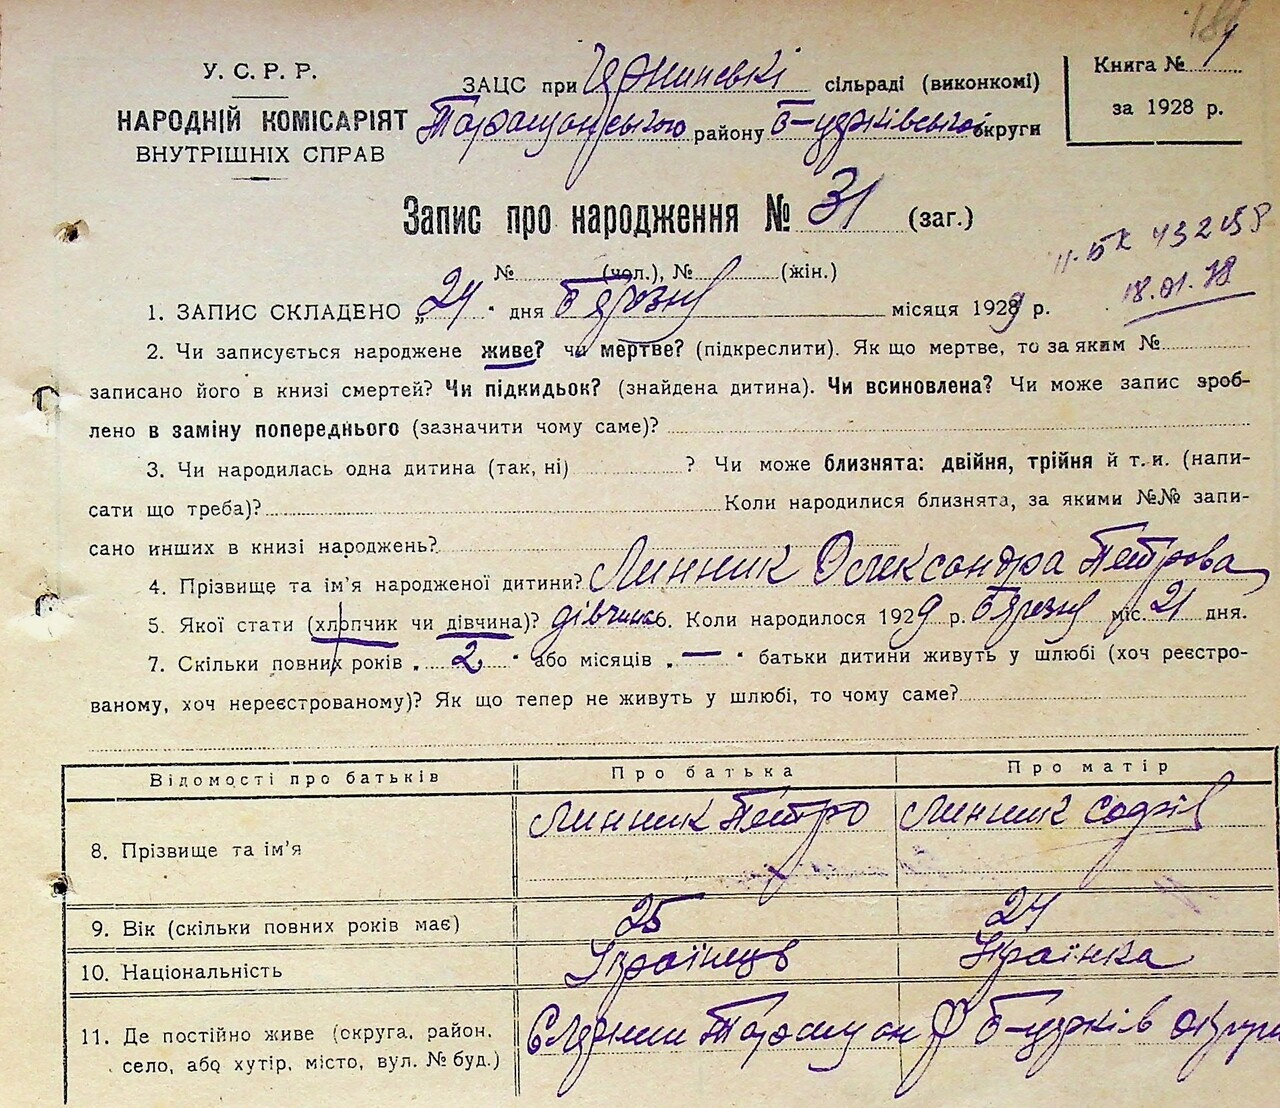 У. С. Р. Р.
НАРОДНІЙ КОМІСАРІЯТ
ВНУТРІШНІХ СПРАВ
ЗАЦС при сільраді (виконкомі)
Таращанського району Б-церківської округи
Книга № 1
за 1928 р.
Запис про народження № 31 (заг.)
№ (чол.), № (жін.)
11-БК 432158
18.01.78
1. ЗАПИС СКЛАДЕНО „24“ дня Березня місяця 1929 р.
2. Чи записується народжене живе? чи мертве? (підкреслити). Як що мертве, то за яким №
записано його в книзі смертей? Чи підкидьок? (знайдена дитина). Чи всиновлена? Чи може запис зроб-
лено в заміну попереднього (зазначити чому саме)?
3. Чи народилась одна дитина (так, ні) ? Чи може близнята: двійня, трійня й т. и. (напи-
сати що треба)? Коли народилися близнята, за якими №№ запи-
сано инших в книзі народжень?
4. Прізвище та ім'я народженої дитини? Линник Олександра Петрова
5. Якої стати (хлопчик чи дівчина)? дівчина 6. Коли народилося 1929 р. Березня міс. 21 дня.
7. Скільки повних років „2“ або місяців „—“ батьки дитини живуть у шлюбі (хоч реєстро-
ваному, хоч нереєстрованому)? Як що тепер не живуть у шлюбі, то чому саме?
Відомості про батьків Про батька Про матір
8. Прізвище та ім'я Линник Петро Линник Софія
9. Вік (скільки повних років має) 25 24
10. Національність Українець Українка
11. Де постійно живе (округа, район, Таращан Р Б-церків округи
село, або хутір, місто, вул. № буд.)